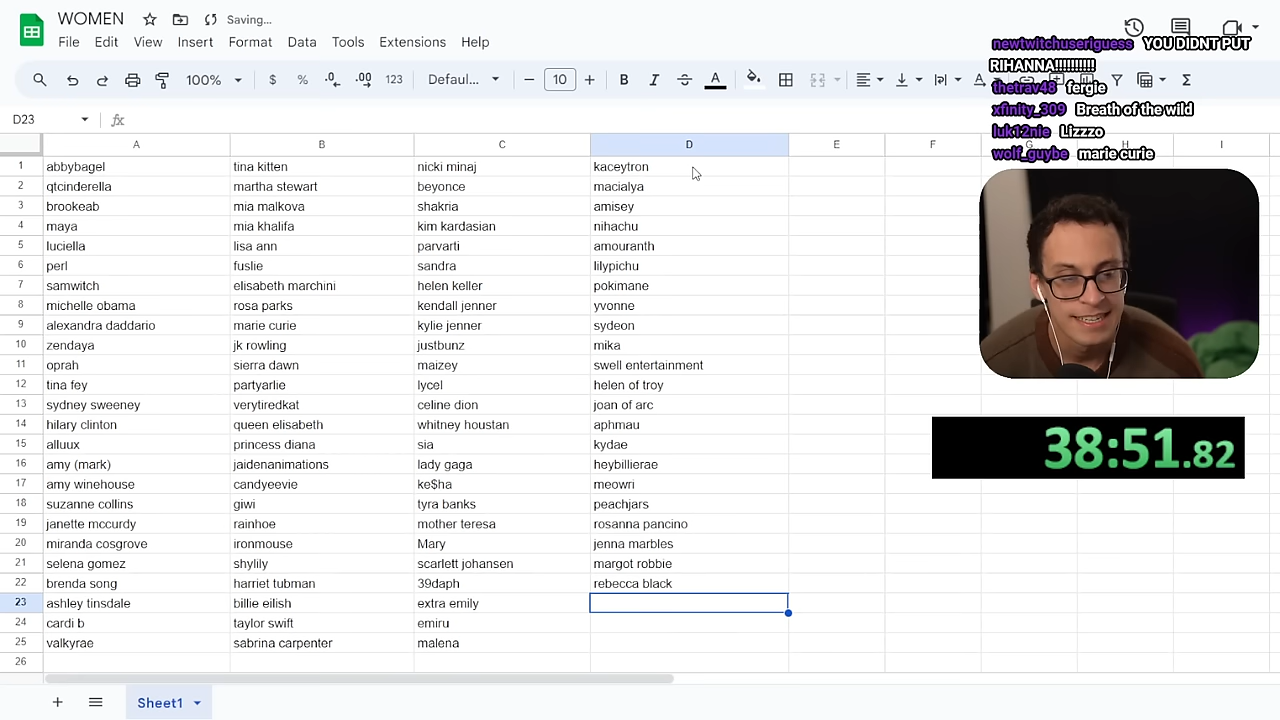 WOMEN
Saving...
File Edit View Insert Format Data Tools Extensions Help
100% $ % .0 .00 123 Defaul... 10 B I S A
D23 fx
newtwitchuseriguess YOU DIDNT PUT
RIHANNA!!!!!!!!!!
thetrav48 fergie
xfinity_309 Breath of the wild
luk12nie Lizzzo
wolf_guybe marie curie
A B C D E F G H I
1 abbybagel tina kitten nicki minaj kaceytron
2 qtcinderella martha stewart beyonce macialya
3 brookeab mia malkova shakria amisey
4 maya mia khalifa kim kardasian nihachu
5 luciella lisa ann parvarti amouranth
6 perl fuslie sandra lilypichu
7 samwitch elisabeth marchini helen keller pokimane
8 michelle obama rosa parks kendall jenner yvonne
9 alexandra daddario marie curie kylie jenner sydeon
10 zendaya jk rowling justbunz mika
11 oprah sierra dawn maizey swell entertainment
12 tina fey partyarlie lycel helen of troy
13 sydney sweeney verytiredkat celine dion joan of arc
14 hilary clinton queen elisabeth whitney houstan aphmau
15 alluux princess diana sia kydae
16 amy (mark) jaidenanimations lady gaga heybillierae
17 amy winehouse candyeevie ke$ha meowri
18 suzanne collins giwi tyra banks peachjars
19 janette mccurdy rainhoe mother teresa rosanna pancino
20 miranda cosgrove ironmouse Mary jenna marbles
21 selena gomez shylily scarlett johansen margot robbie
22 brenda song harriet tubman 39daph rebecca black
23 ashley tinsdale billie eilish extra emily
24 cardi b taylor swift emiru
25 valkyrae sabrina carpenter malena
26
38:51.82
Sheet1